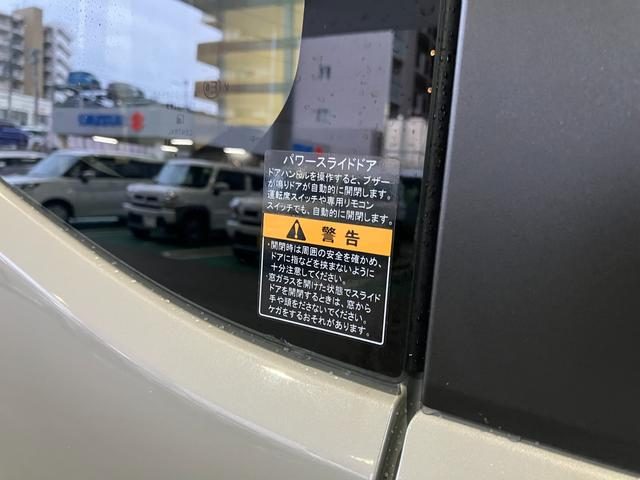 パワースライドドア
ドアハンドルを操作すると、ブザー
が鳴りドアが自動的に開閉します。
運転席スイッチや専用リモコン
スイッチでも、自動的に開閉します。
警告
・開閉時は周囲の安全を確かめ、
ドアに指などを挟まないように
十分注意してください。
・窓ガラスを開けた状態でスライド
ドアを開閉するときは、窓から
手や頭をださないでください。
ケガをするおそれがあります。